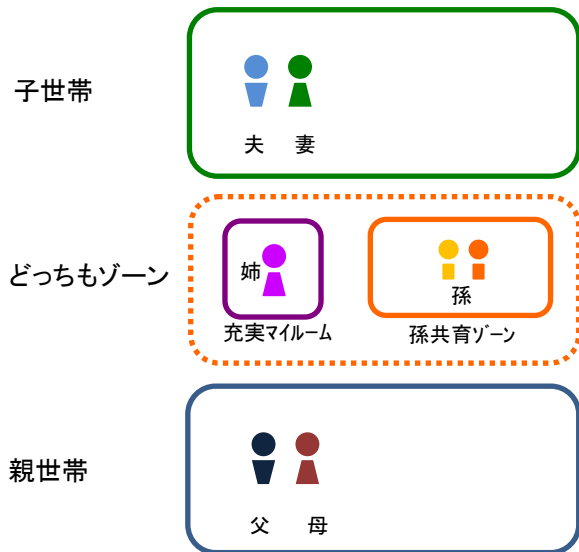 子世帯
夫 妻
どっちもゾーン
姉
孫
充実マイルーム 孫共育ゾーン
親世帯
父 母